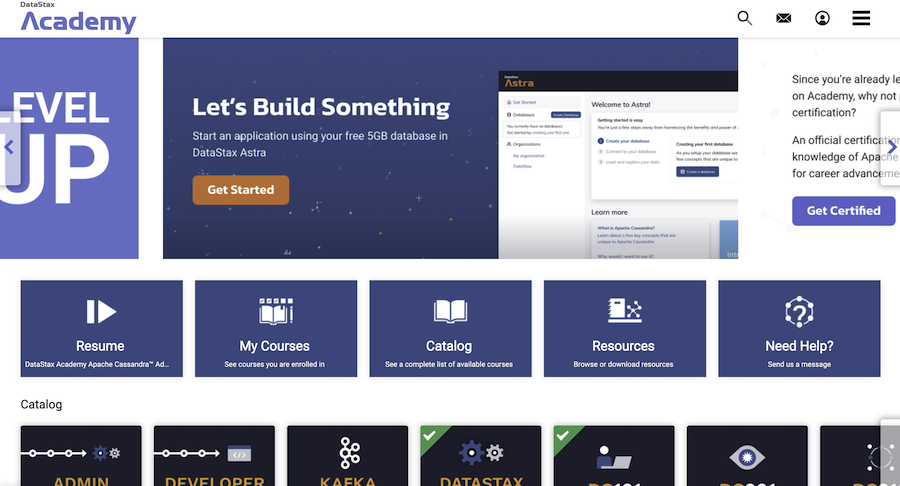 DataStax
Academy
LEVEL
UP
Let's Build Something
Start an application using your free 5GB database in
DataStax Astra
Get Started
DataStax
Astra
Get Started
Databases
Create Database
You currently have no databases.
Get started by creating your first one.
Organizations
My organization
DataStax
Welcome to Astra!
Getting started is easy
You're just a few steps away from harnessing the benefits and power of
Create your database
Connect to your database
Load and explore your data
Creating your first database
As you setup your database we
few concepts that are unique to
Create a database
Learn more
What is Apache Cassandra?
Learn about a few key concepts that are
unique to Apache Cassandra
Why would I want to use it?
Since you're already le
on Academy, why not
certification?
An official certification
knowledge of Apache
for career advanceme
Get Certified
Resume
DataStax Academy Apache Cassandra™ Ad...
My Courses
See courses you are enrolled in
Catalog
See a complete list of available courses
Resources
Browse or download resources
Need Help?
Send us a message
Catalog
ADMIN
DEVELOPER
KAFKA
DATASTAX